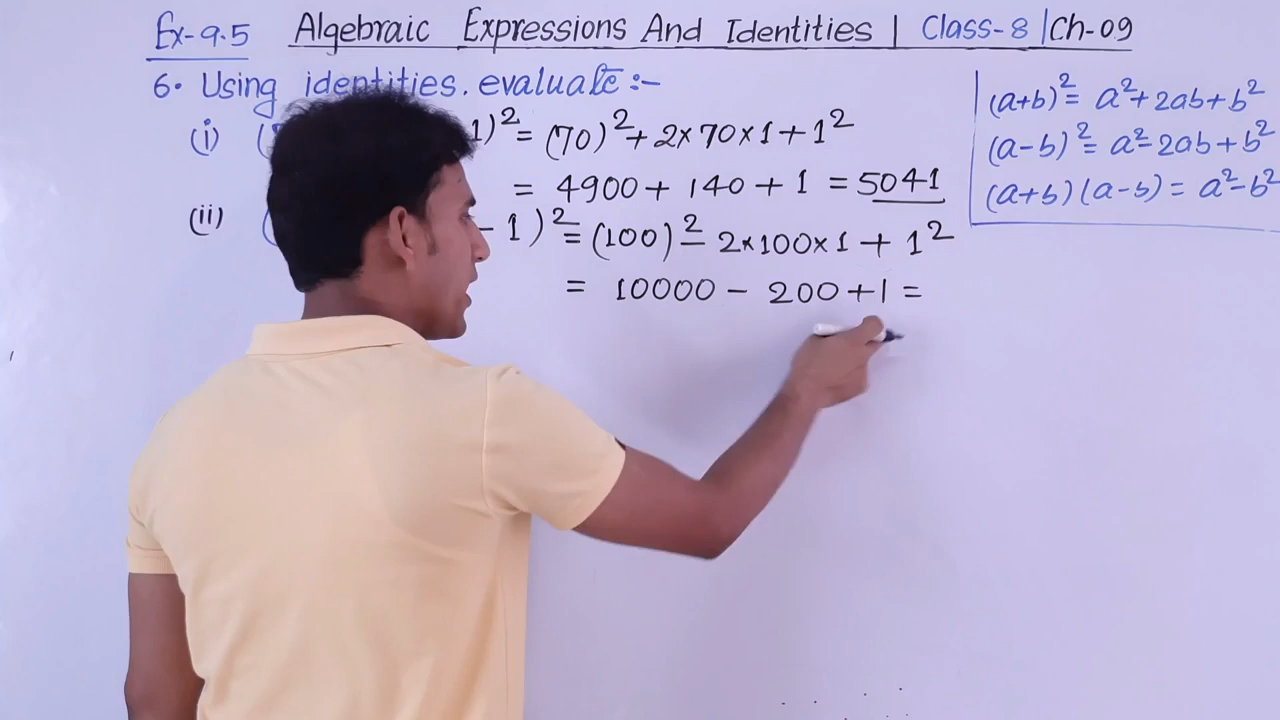 Ex-9.5 Algebraic Expressions And Identities | Class-8 | Ch-09
6. Using identities. evaluate :-
(a+b)² = a²+2ab+b²
(a-b)² = a²-2ab+b²
(a+b)(a-b) = a²-b²
(i) 1)² = (70)² + 2×70×1 + 1²
= 4900 + 140 + 1 = 5041
(ii) - 1)² = (100)² - 2×100×1 + 1²
= 10000 - 200 + 1 =